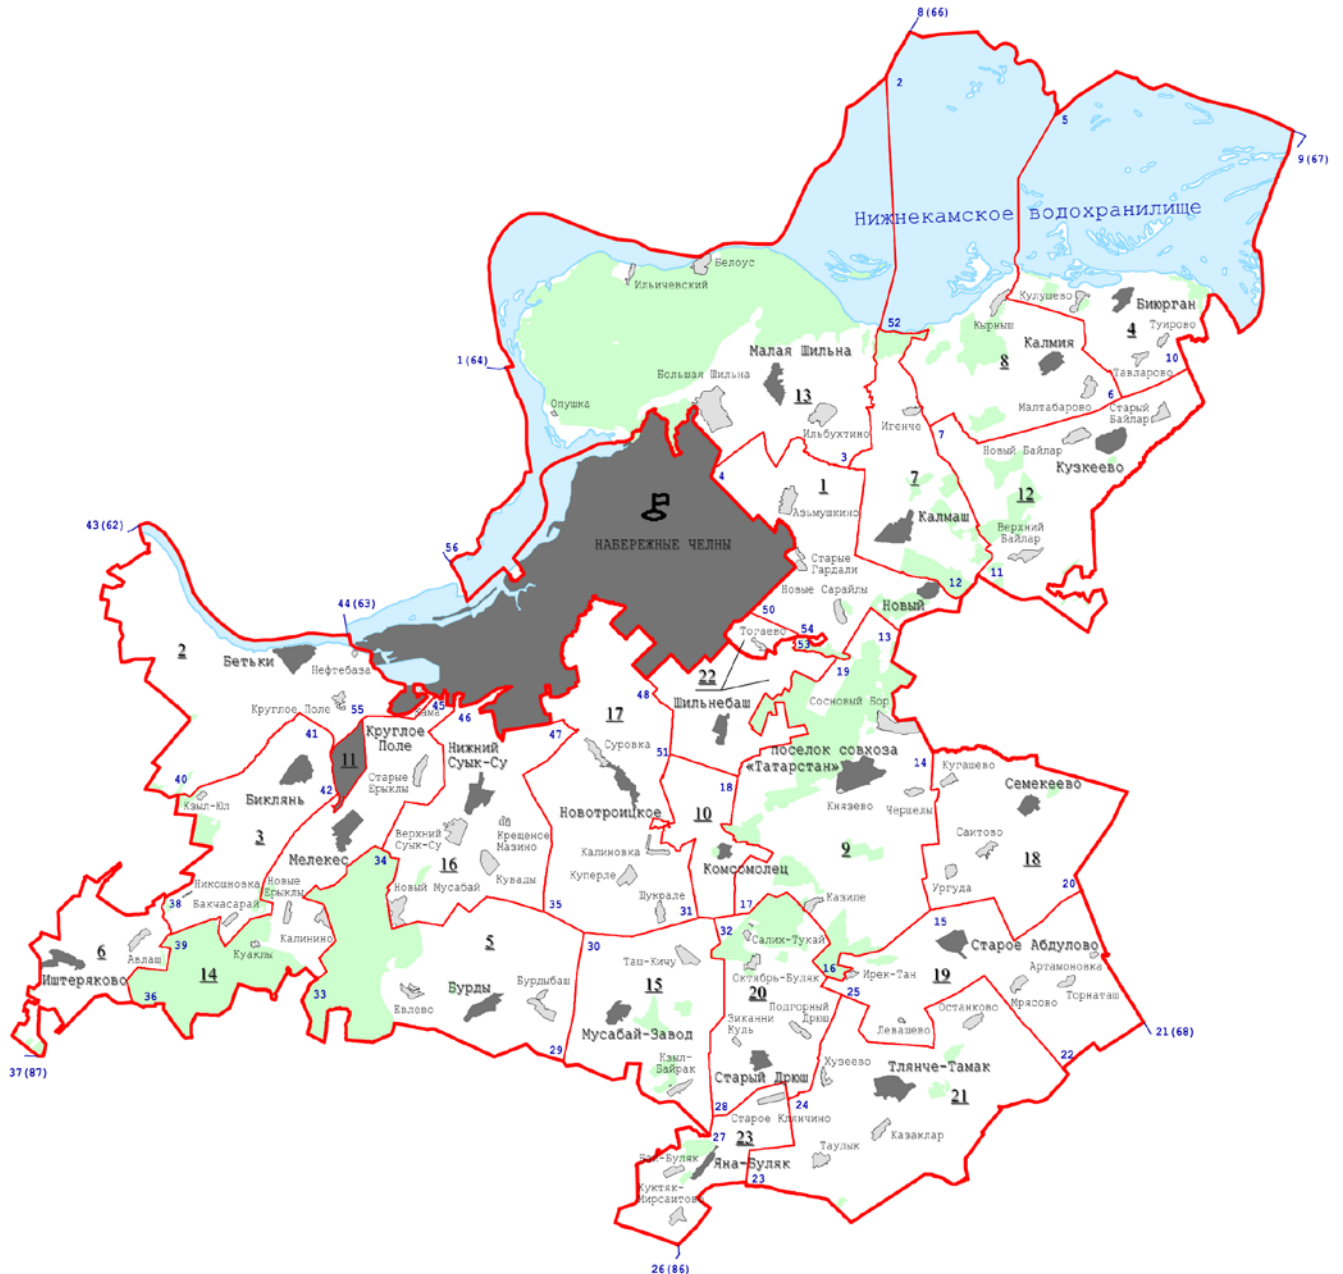 8(66)
2
5
9(67)
Нижнекамское водохранилище
Белоус
Ильичевский
Кулушево
Биюрган
Кырныш
52
4
Туирово
Калмия
Малая Шильна
8
10
1(64)
Тавларово
Большая Шильна
13
6
Малтабарово
Старый
Байлар
Опушка
Ильбухтино
Игенче
7
Новый Байлар
3
Кузкеево
4
1
7
12
Азьмушкино
Калмаш
Верхний
Байлар
43(62)
НАБЕРЕЖНЫЕ ЧЕЛНЫ
56
Старые
Гардали
11
12
Новые Сарайлы
44(63)
50
Новый
Тогаево
54
13
53
2
Бетьки
Нефтебаза
19
22
48
Сосновый Бор
Шильнебаш
Круглое Поле
55
45
46
Кама
17
41
Круглое
Поле
47
Суровка
51
Нижний
Суык-Су
поселок совхоза
«Татарстан»
11
14
Кугашево
40
Старые
Ерыклы
18
Семекеево
Биклянь
42
Кзыл-Юл
Князево
Чершелы
Новотроицкое
10
3
Верхний
Суык-Су
Крещеное
Мазино
Саитово
Мелекес
34
16
Калиновка
9
18
Комсомолец
Кувады
Куперле
Ургуда
Никошновка
Новые
Ерыклы
Новый Мусабай
20
Бакчасарай
38
Шукрале
Казиле
35
31
17
15
39
Калинино
32
Салих-Тукай
6
Авлаш
Куаклы
5
30
Таш-Кичу
Старое Абдулово
14
16
Ирек-Тан
19
Артамоновка
Иштеряково
Октябрь-Буляк
Мрясово
Торнаташ
36
33
Бурды
Бурдыбаш
15
20
25
Останково
Евлево
Зиканни
Куль
Подгорный
Дрюш
Левашево
21(68)
Мусабай-Завод
29
22
37(87)
Кзыл-
Байрак
Хузеево
Тлянче-Тамак
Старый Дрюш
21
28
24
Старое Клянчино
27
23
Казаклар
Таулык
Бай-Буляк
Яна-Буляк
23
Куктяк-
Мирсаитово
26(86)